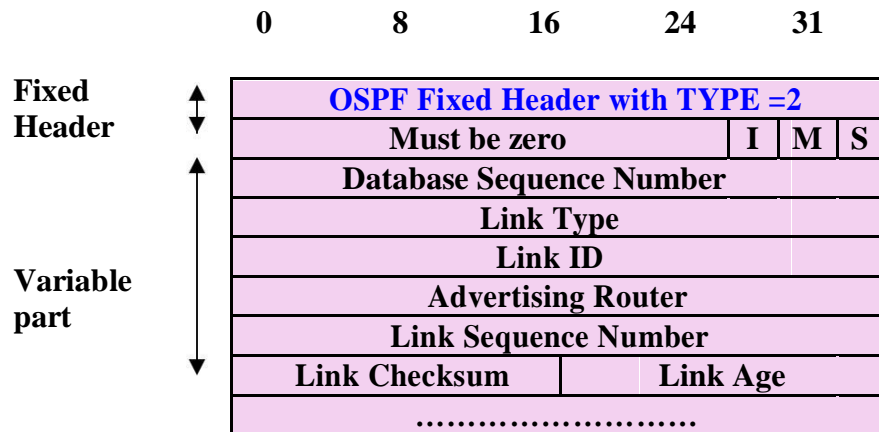 0 8 16 24 31
Fixed Header
OSPF Fixed Header with TYPE =2
Must be zero I M S
Database Sequence Number
Link Type
Link ID
Variable part
Advertising Router
Link Sequence Number
Link Checksum Link Age
...........................